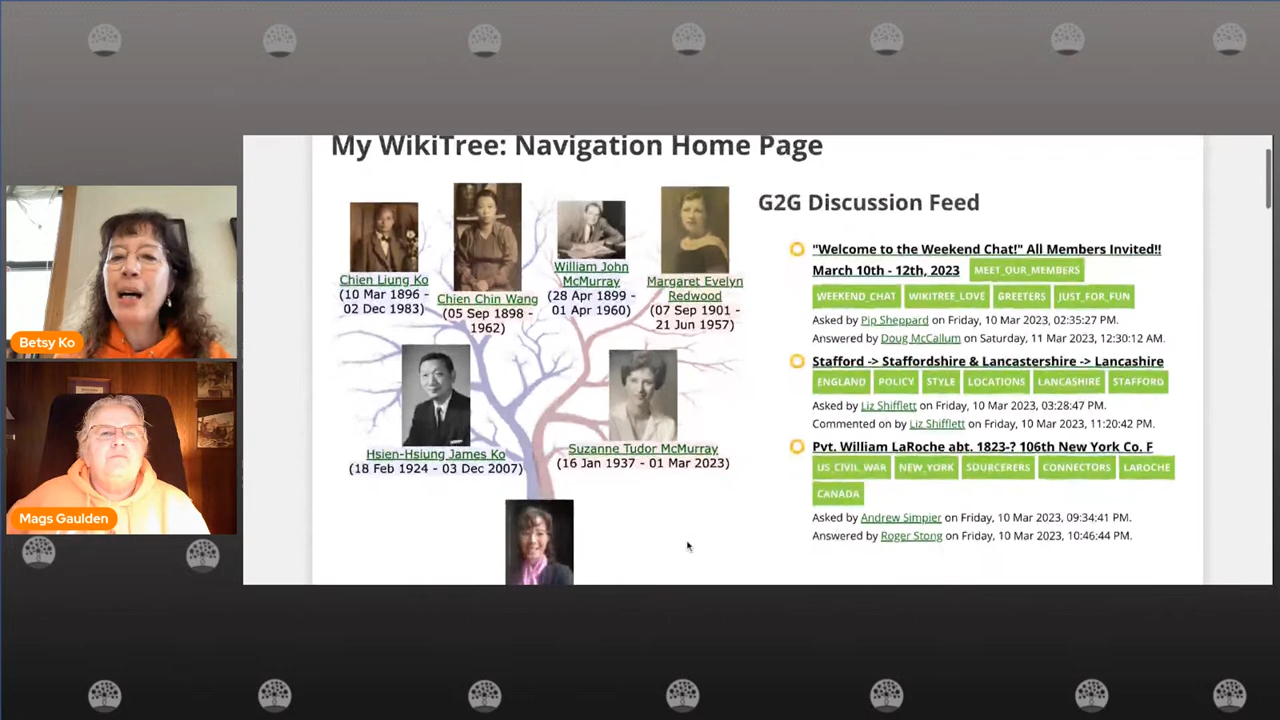 My WikiTree: Navigation Home Page
Chien Liung Ko
(10 Mar 1896 -
02 Dec 1983)
Chien Chin Wang
(05 Sep 1898 -
1962)
William John
McMurray
(28 Apr 1899 -
01 Apr 1960)
Margaret Evelyn
Redwood
(07 Sep 1901 -
21 Jun 1957)
Hsien-Hsiung James Ko
(18 Feb 1924 - 03 Dec 2007)
Suzanne Tudor McMurray
(16 Jan 1937 - 01 Mar 2023)
G2G Discussion Feed
"Welcome to the Weekend Chat!" All Members Invited!!
March 10th - 12th, 2023 MEET_OUR_MEMBERS
WEEKEND_CHAT WIKITREE_LOVE GREETERS JUST_FOR_FUN
Asked by Pip Sheppard on Friday, 10 Mar 2023, 02:35:27 PM.
Answered by Doug McCallum on Saturday, 11 Mar 2023, 12:30:12 AM.
Stafford -> Staffordshire & Lancastershire -> Lancashire
ENGLAND POLICY STYLE LOCATIONS LANCASHIRE STAFFORD
Asked by Liz Shifflett on Friday, 10 Mar 2023, 03:28:47 PM.
Commented on by Liz Shifflett on Friday, 10 Mar 2023, 11:20:42 PM.
Pvt. William LaRoche abt. 1823-? 106th New York Co. F
US_CIVIL_WAR NEW_YORK SOURCERERS CONNECTORS LAROCHE
CANADA
Asked by Andrew Simpier on Friday, 10 Mar 2023, 09:34:41 PM.
Answered by Roger Stong on Friday, 10 Mar 2023, 10:46:44 PM.
Betsy Ko
Mags Gaulden